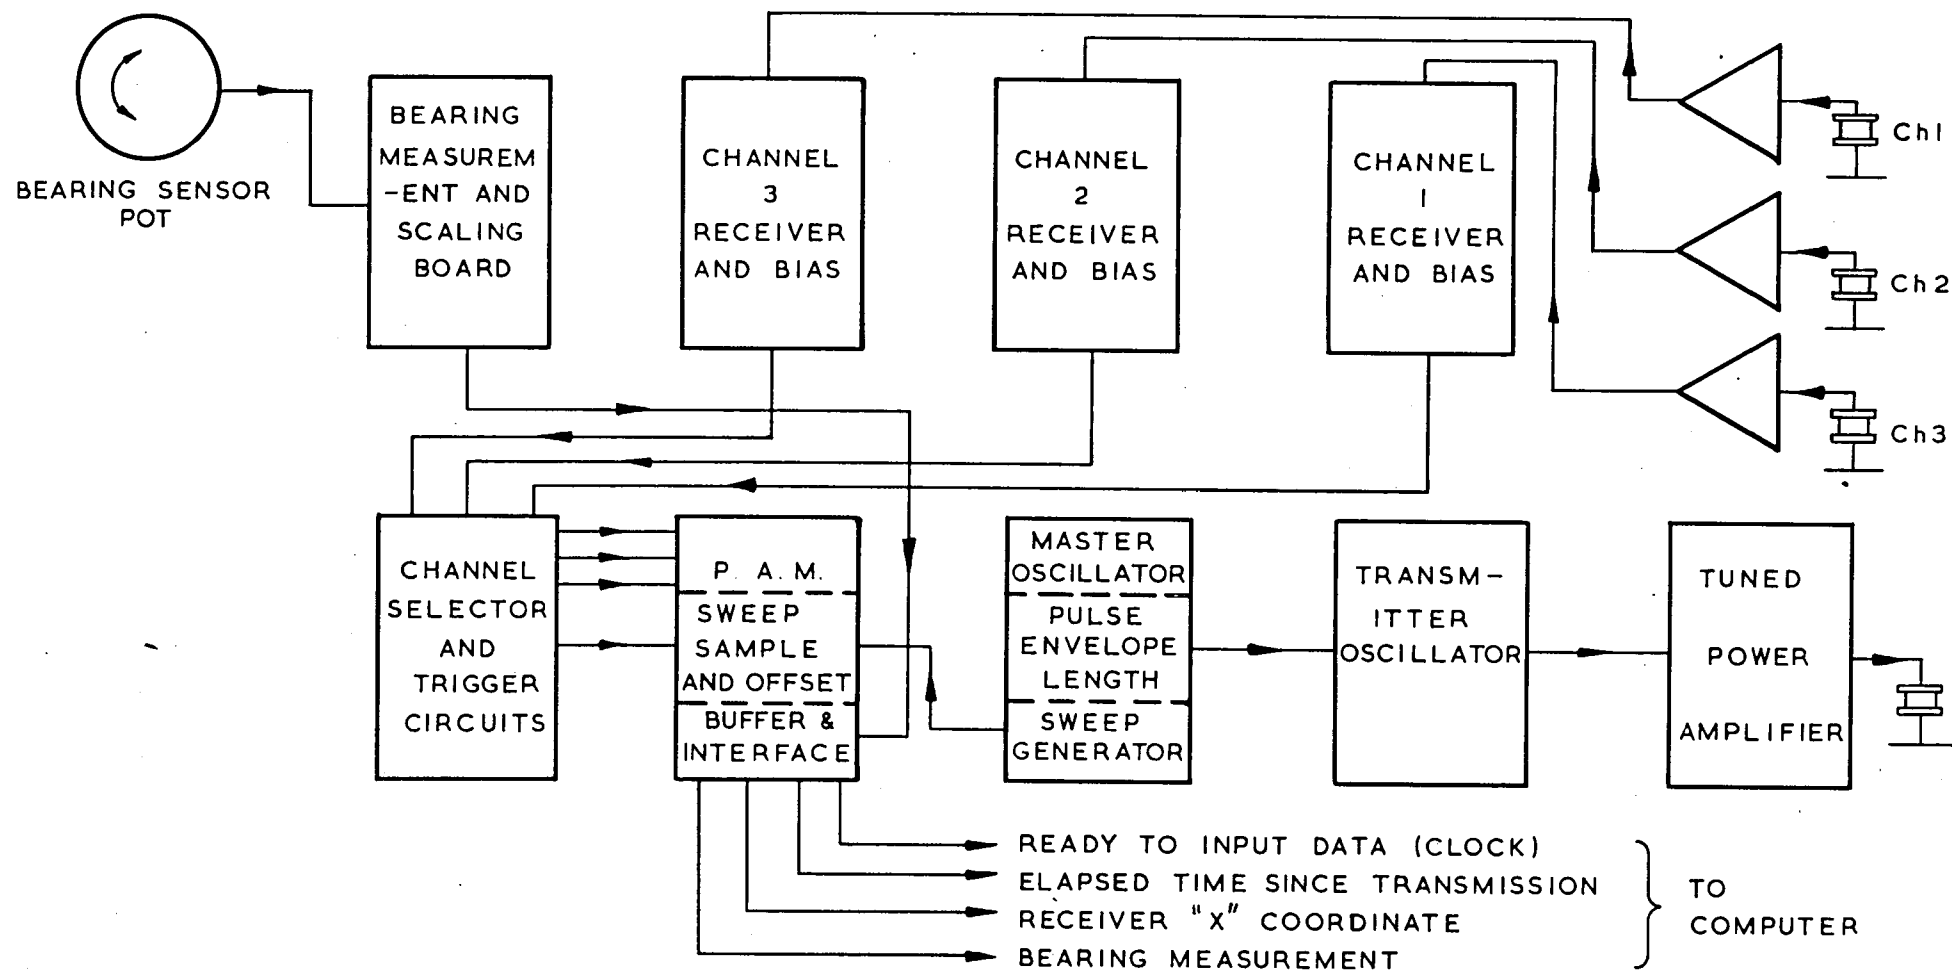 BEARING SENSOR
POT
BEARING
MEASUREM
-ENT AND
SCALING
BOARD
CHANNEL
3
RECEIVER
AND BIAS
CHANNEL
2
RECEIVER
AND BIAS
CHANNEL
1
RECEIVER
AND BIAS
Ch1
Ch2
Ch3
CHANNEL
SELECTOR
AND
TRIGGER
CIRCUITS
P. A. M.
SWEEP
SAMPLE
AND OFFSET
BUFFER &
INTERFACE
MASTER
OSCILLATOR
PULSE
ENVELOPE
LENGTH
SWEEP
GENERATOR
TRANSM-
ITTER
OSCILLATOR
TUNED
POWER
AMPLIFIER
READY TO INPUT DATA (CLOCK)
ELAPSED TIME SINCE TRANSMISSION
RECEIVER "X" COORDINATE
BEARING MEASUREMENT
TO
COMPUTER